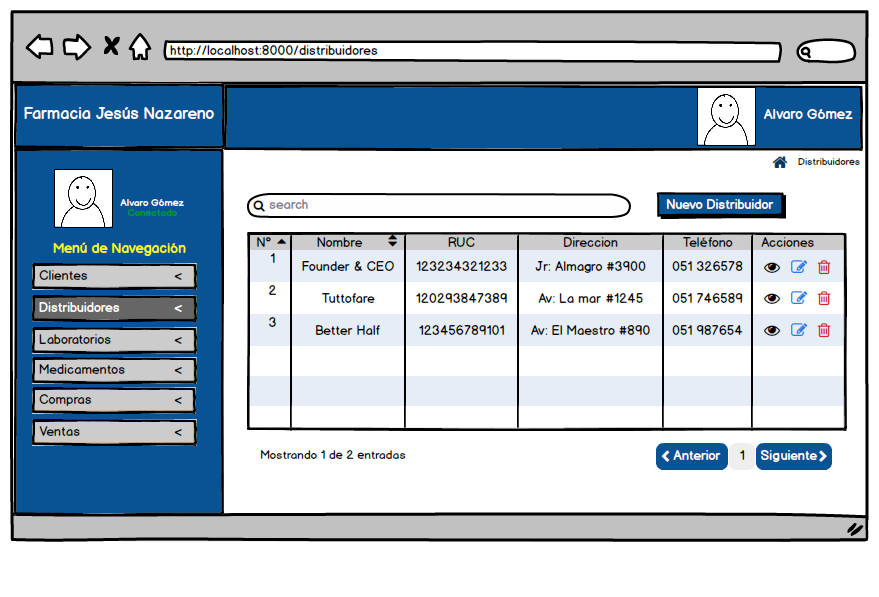 http://localhost:8000/distribuidores
Farmacia Jesús Nazareno
Alvaro Gómez
Distribuidores
Alvaro Gómez
Conectado
Menú de Navegación
Clientes <
Distribuidores <
Laboratorios <
Medicamentos <
Compras <
Ventas <
search
Nuevo Distribuidor
N° Nombre RUC Direccion Teléfono Acciones
1 Founder & CEO 123234321233 Jr: Almagro #3900 051 326578
2 Tuttofare 120293847389 Av: La mar #1245 051 746589
3 Better Half 123456789101 Av: El Maestro #890 051 987654
Mostrando 1 de 2 entradas
Anterior 1 Siguiente